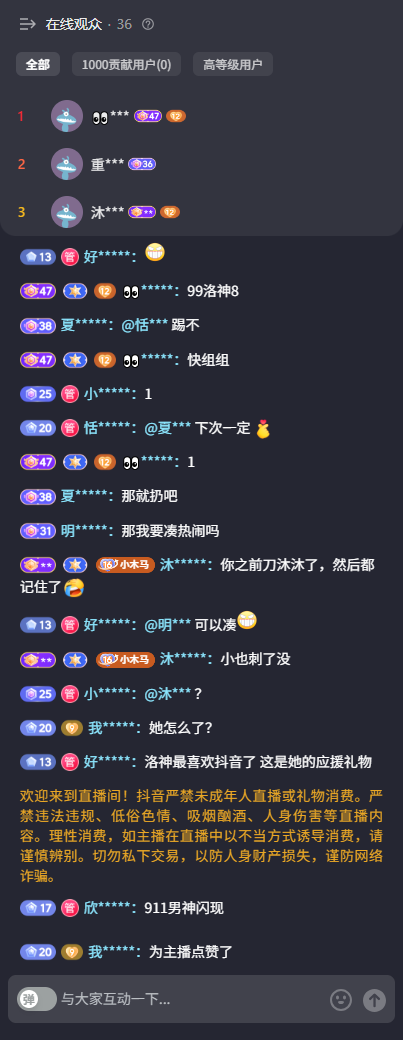 在线观众 · 36
全部 1000贡献用户(0) 高等级用户
1 👀*** 47 12
2 重*** 36
3 沐*** ** 12
13 管 好*****：😁
47 12 👀*****：99洛神8
38 夏*****：@恬*** 踢不
47 12 👀*****：快组组
25 管 小*****：1
20 管 恬*****：@夏*** 下次一定
47 12 👀*****：1
38 夏*****：那就扔吧
31 明*****：那我要凑热闹吗
** 16 小木马 沐*****：你之前刀沐沐了，然后都
记住了🤣
13 管 好*****：@明*** 可以凑😁
** 16 小木马 沐*****：小也刺了没
25 管 小*****：@沐*** ？
20 9 我*****：她怎么了？
13 管 好*****：洛神最喜欢抖音了 这是她的应援礼物
欢迎来到直播间！抖音严禁未成年人直播或礼物消费。严
禁违法违规、低俗色情、吸烟酗酒、人身伤害等直播内
容。理性消费，如主播在直播中以不当方式诱导消费，请
谨慎辨别。切勿私下交易，以防人身财产损失，谨防网络
诈骗。
17 管 欣*****：911男神闪现
20 9 我*****：为主播点赞了
弹 与大家互动一下...